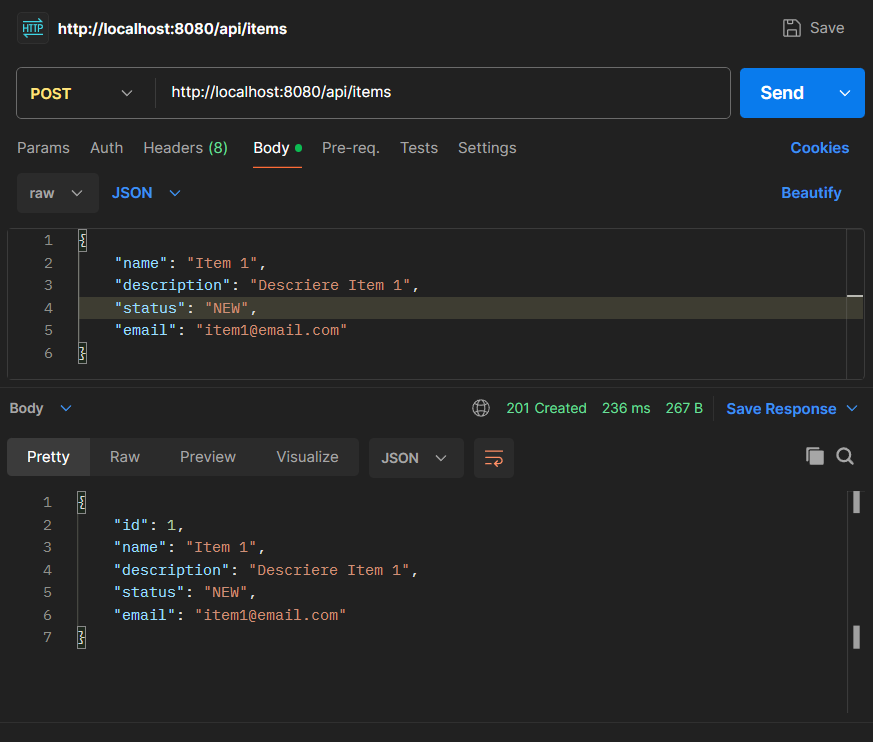 HTTP http://localhost:8080/api/items Save
POST http://localhost:8080/api/items Send
Params Auth Headers (8) Body Pre-req. Tests Settings Cookies
raw JSON Beautify
1 {
2 "name": "Item 1",
3 "description": "Descriere Item 1",
4 "status": "NEW",
5 "email": "item1@email.com"
6 }
Body 201 Created 236 ms 267 B Save Response
Pretty Raw Preview Visualize JSON
1 {
2 "id": 1,
3 "name": "Item 1",
4 "description": "Descriere Item 1",
5 "status": "NEW",
6 "email": "item1@email.com"
7 }